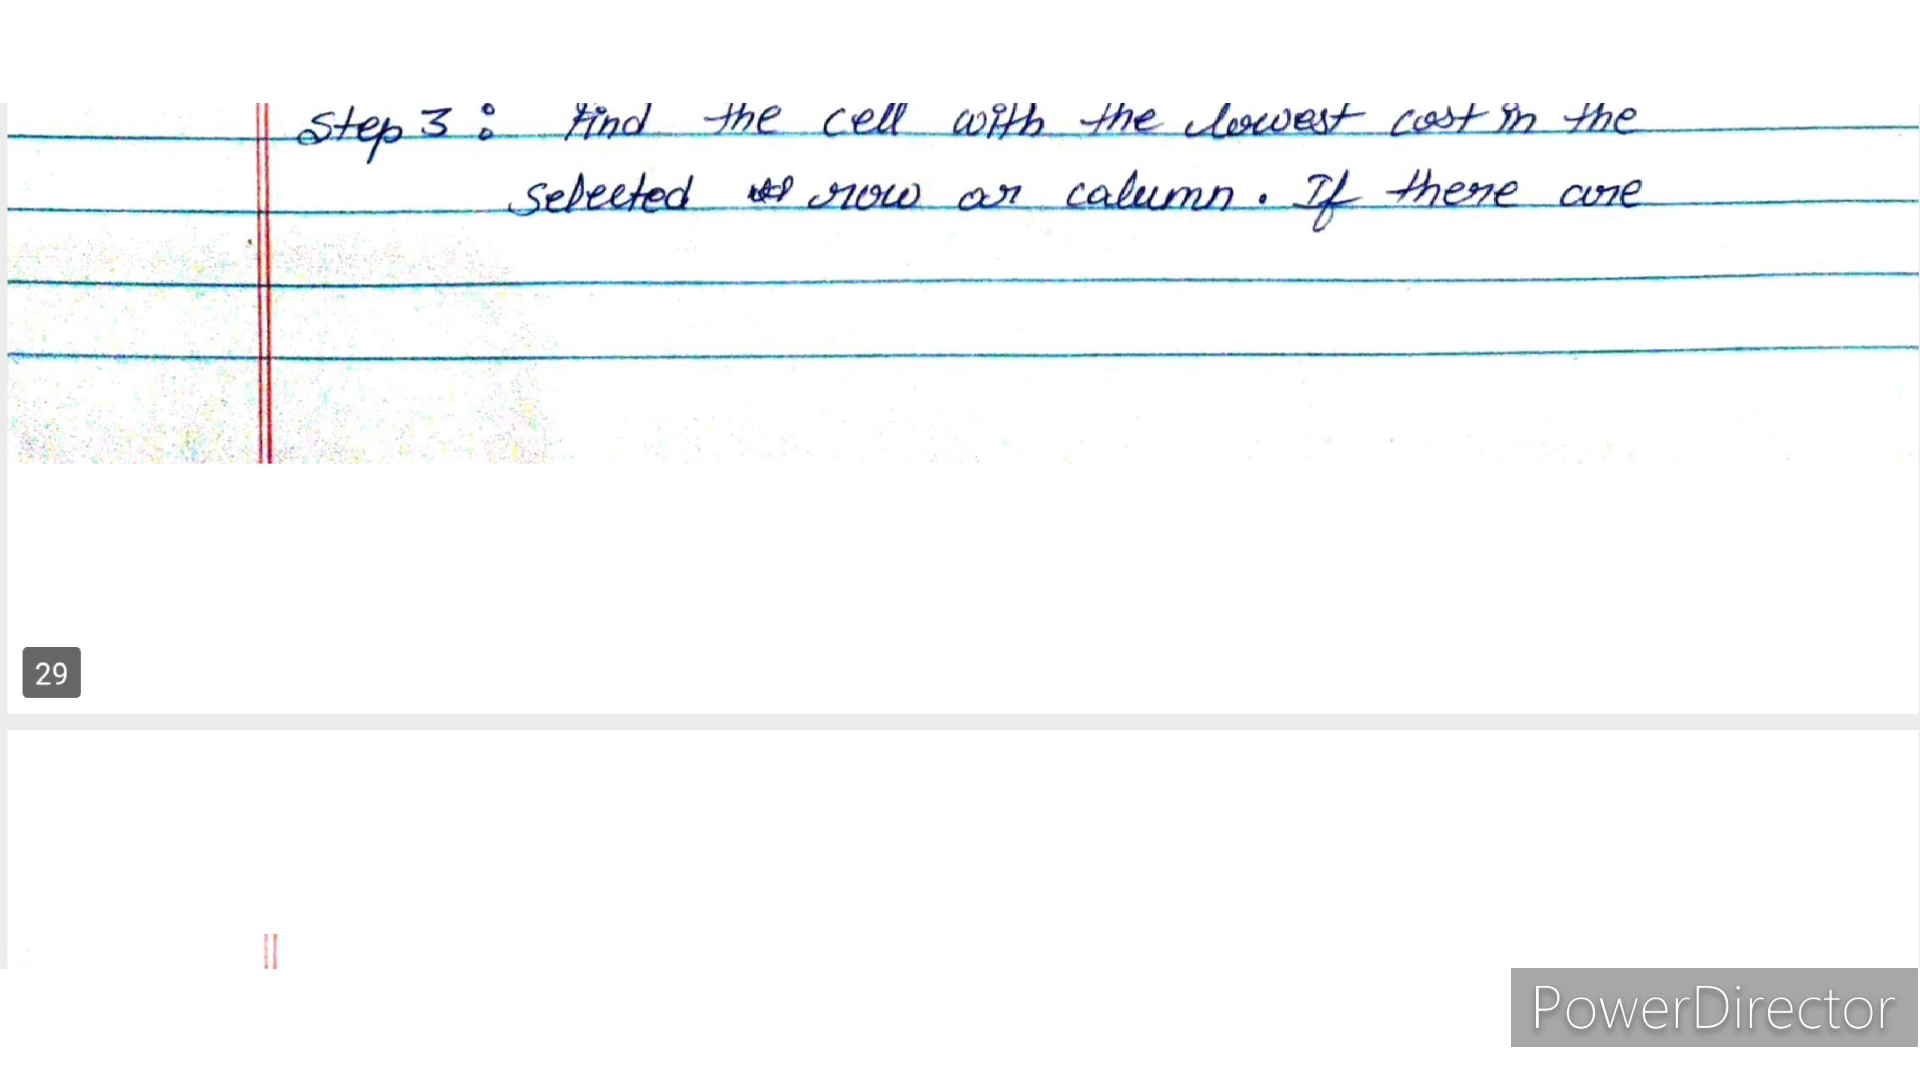 Step 3 : Find the cell with the lowest cost in the
selected row or calumn. If there are
29
PowerDirector